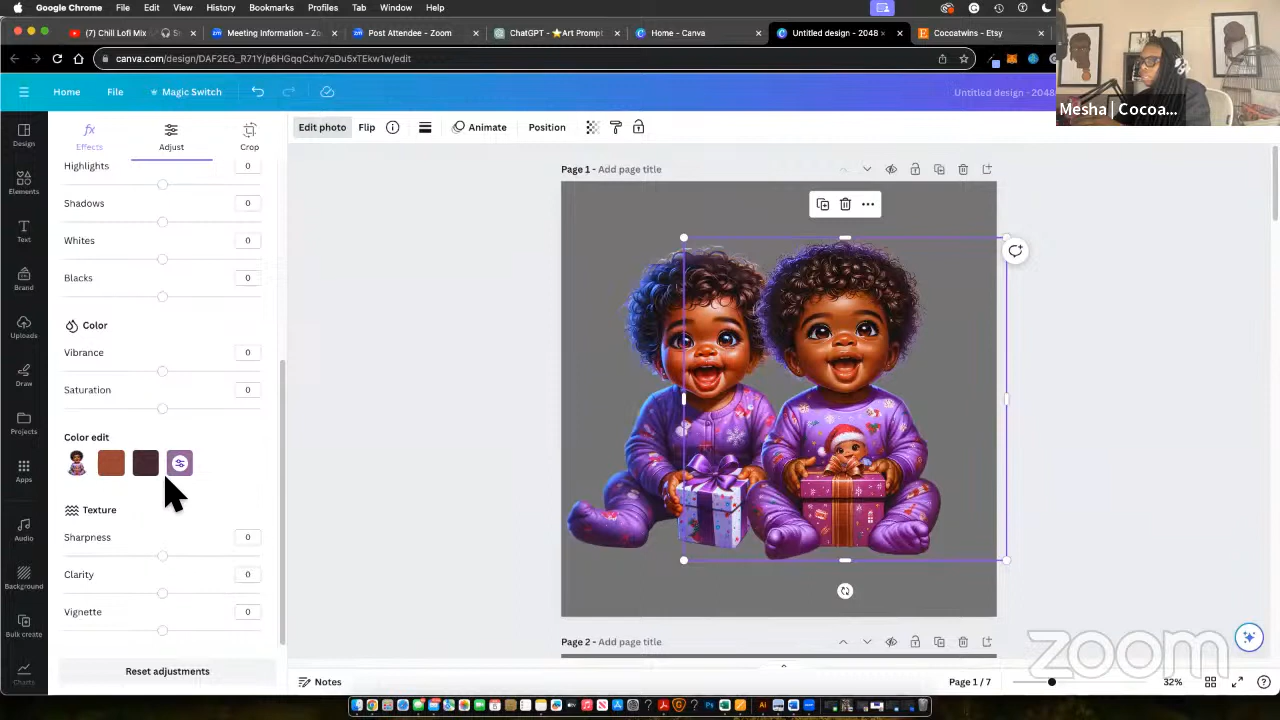 Google Chrome File Edit View History Bookmarks Profiles Tab Window Help
(7) Chill Lofi Mix
Meeting Information - Zo
Post Attendee - Zoom
ChatGPT - ⭐Art Prompt
Home - Canva
Untitled design - 2048 ×
Cocoatwins - Etsy
canva.com/design/DAF2EG_R71Y/p6HGqqCxhv7sDu5xTEkw1w/edit
Home File Magic Switch
Untitled design - 2048
Mesha | Cocoa...
Design
Elements
Text
Brand
Uploads
Draw
Projects
Apps
Audio
Background
Bulk create
Charts
fx
Effects
Adjust
Crop
Edit photo Flip Animate Position
Highlights 0
Shadows 0
Whites 0
Blacks 0
Color
Vibrance 0
Saturation 0
Color edit
Texture
Sharpness 0
Clarity 0
Vignette 0
Reset adjustments
Page 1 - Add page title
Page 2 - Add page title
Notes
Page 1 / 7
32%
zoom